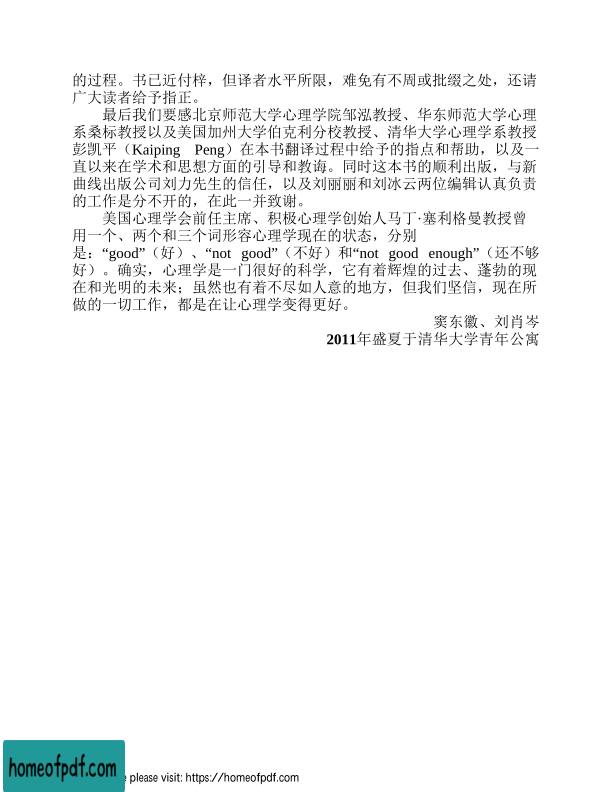 的过程。书已近付梓，但译者水平所限，难免有不周或批缀之处，还请
广大读者给予指正。
最后我们要感北京师范大学心理学院邹泓教授、华东师范大学心理
系桑标教授以及美国加州大学伯克利分校教授、清华大学心理学系教授
彭凯平（Kaiping Peng）在本书翻译过程中给予的指点和帮助，以及一
直以来在学术和思想方面的引导和教诲。同时这本书的顺利出版，与新
曲线出版公司刘力先生的信任，以及刘丽丽和刘冰云两位编辑认真负责
的工作是分不开的，在此一并致谢。
美国心理学会前任主席、积极心理学创始人马丁·塞利格曼教授曾
用一个、两个和三个词形容心理学现在的状态，分别
是：“good”（好）、“not good”（不好）和“not good enough”（还不够
好）。确实，心理学是一门很好的科学，它有着辉煌的过去、蓬勃的现
在和光明的未来；虽然也有着不尽如人意的地方，但我们坚信，现在所
做的一切工作，都是在让心理学变得更好。
窦东徽、刘肖岑
2011年盛夏于清华大学青年公寓
homeofpdf.com
e please visit: https://homeofpdf.com